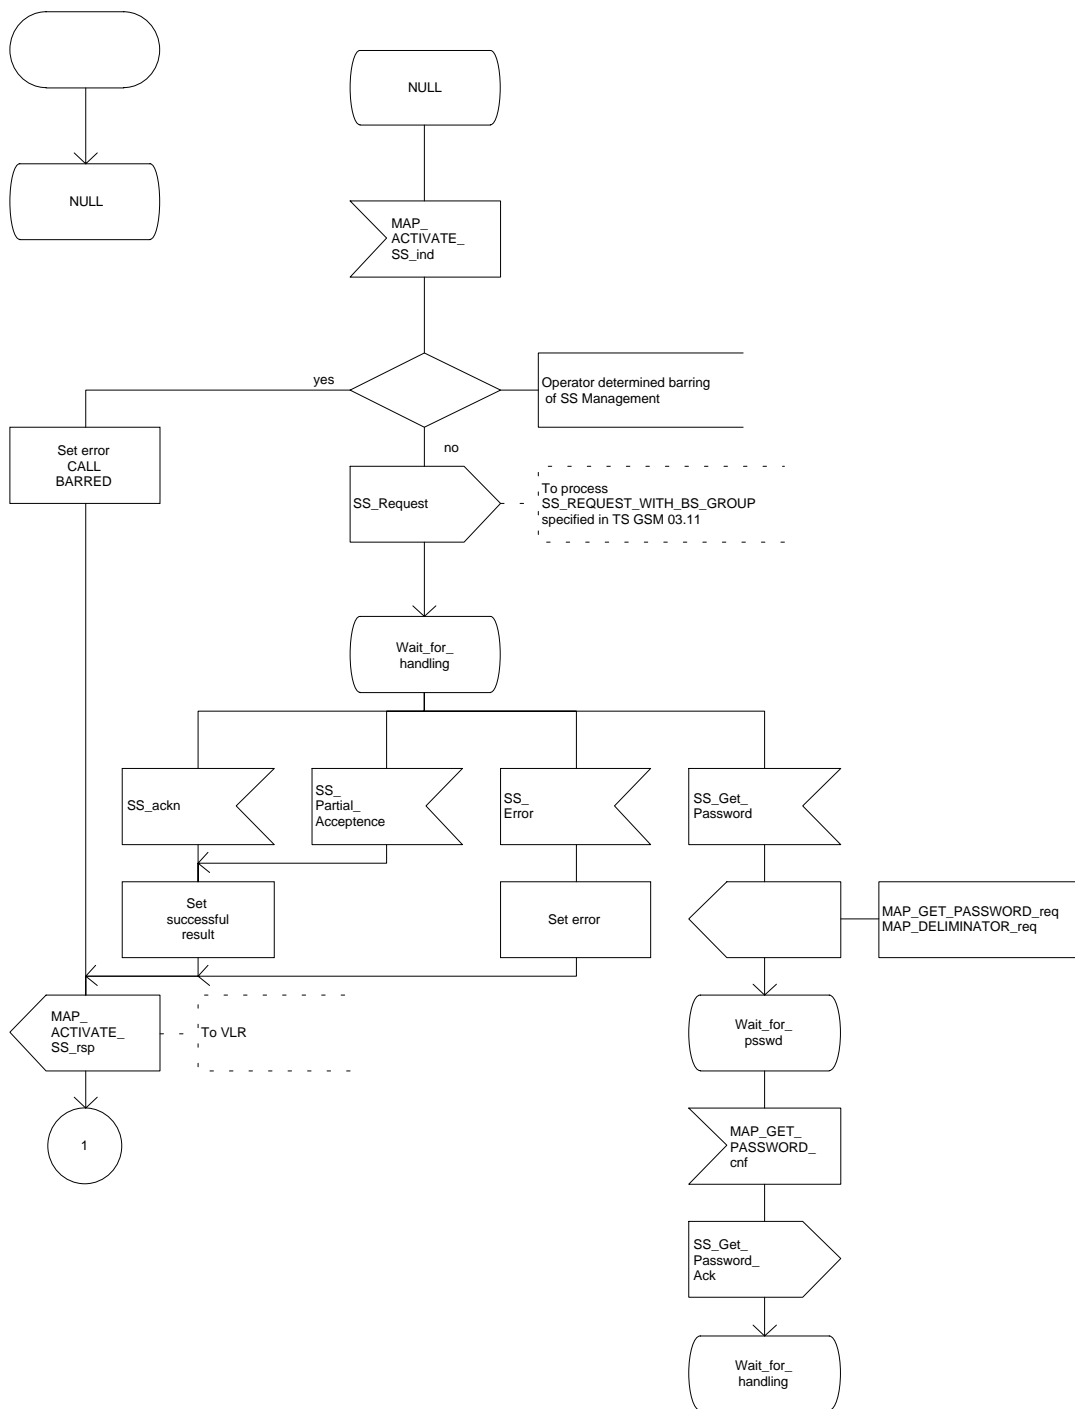 NULL
NULL
MAP_
ACTIVATE_
SS_ind
yes
Operator determined barring
of SS Management
Set error
CALL
BARRED
no
SS_Request
To process
SS_REQUEST_WITH_BS_GROUP
specified in TS GSM 03.11
Wait_for_
handling
SS_ackn
SS_
Partial_
Acceptence
SS_
Error
SS_Get_
Password
Set
successful
result
Set error
MAP_GET_PASSWORD_req
MAP_DELIMINATOR_req
MAP_
ACTIVATE_
SS_rsp
To VLR
Wait_for_
psswd
1
MAP_GET_
PASSWORD_
cnf
SS_Get_
Password_
Ack
Wait_for_
handling